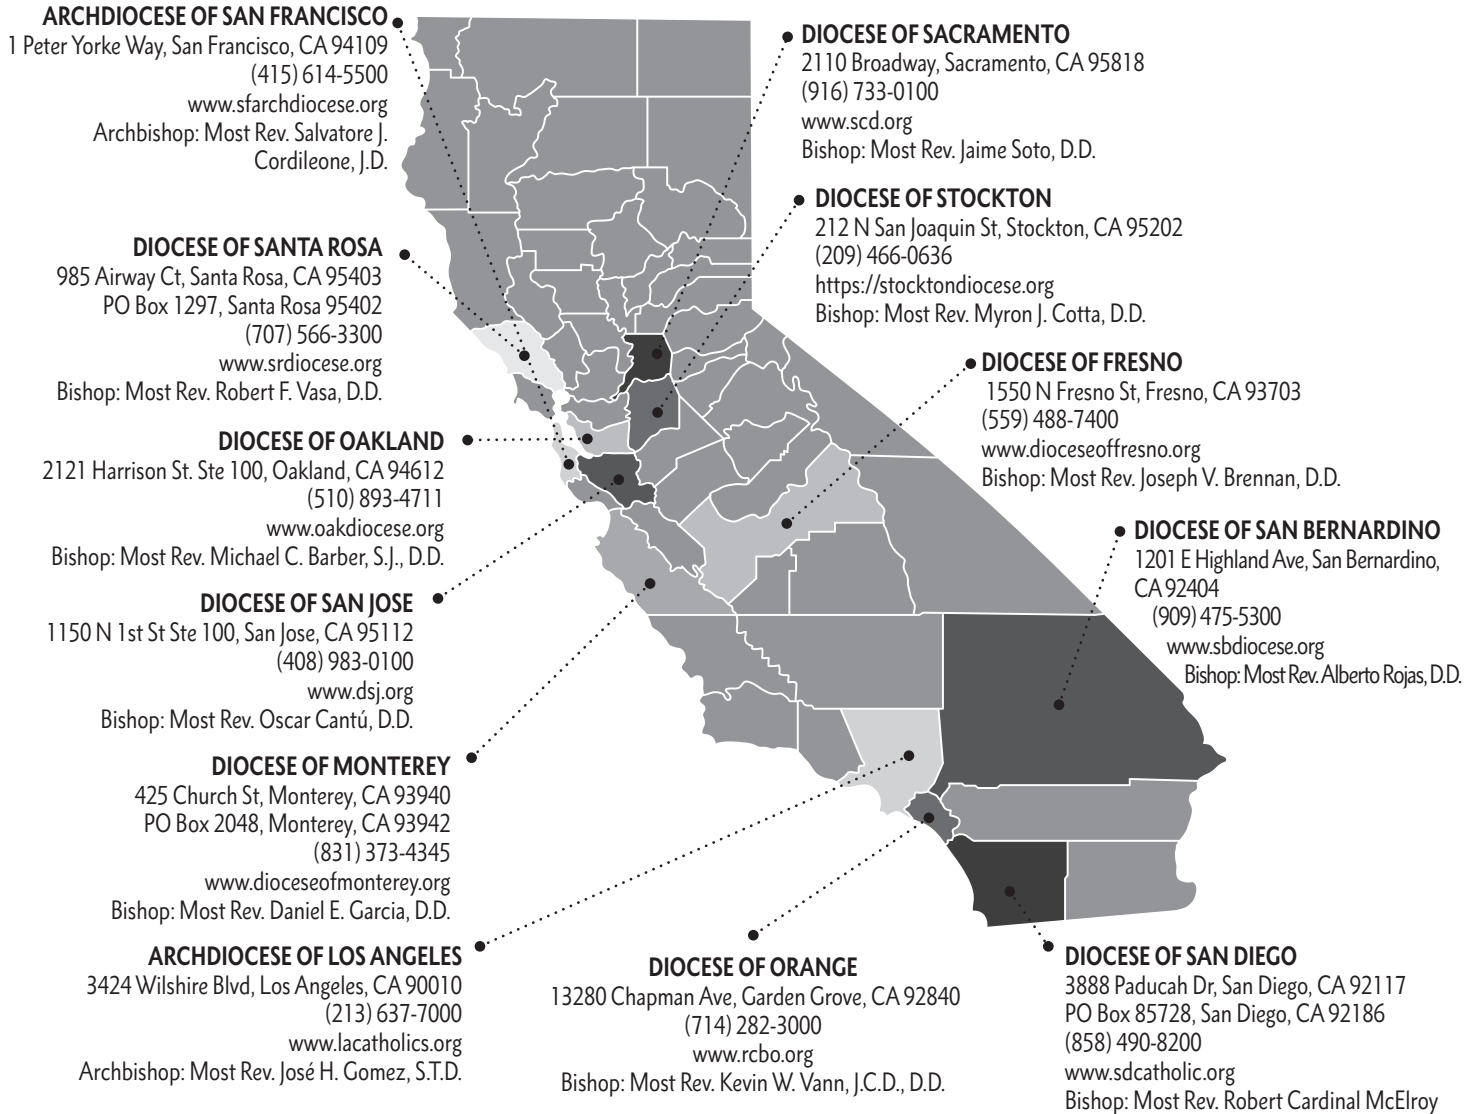 ARCHDIOCESE OF SAN FRANCISCO
1 Peter Yorke Way, San Francisco, CA 94109
(415) 614-5500
www.sfarchdiocese.org
Archbishop: Most Rev. Salvatore J.
Cordileone, J.D.
DIOCESE OF SANTA ROSA
985 Airway Ct, Santa Rosa, CA 95403
PO Box 1297, Santa Rosa 95402
(707) 566-3300
www.srdiocese.org
Bishop: Most Rev. Robert F. Vasa, D.D.
DIOCESE OF OAKLAND
2121 Harrison St. Ste 100, Oakland, CA 94612
(510) 893-4711
www.oakdiocese.org
Bishop: Most Rev. Michael C. Barber, S.J., D.D.
DIOCESE OF SAN JOSE
1150 N 1st St Ste 100, San Jose, CA 95112
(408) 983-0100
www.dsj.org
Bishop: Most Rev. Oscar Cantú, D.D.
DIOCESE OF MONTEREY
425 Church St, Monterey, CA 93940
PO Box 2048, Monterey, CA 93942
(831) 373-4345
www.dioceseofmonterey.org
Bishop: Most Rev. Daniel E. Garcia, D.D.
ARCHDIOCESE OF LOS ANGELES
3424 Wilshire Blvd, Los Angeles, CA 90010
(213) 637-7000
www.lacatholics.org
Archbishop: Most Rev. José H. Gomez, S.T.D.
DIOCESE OF SACRAMENTO
2110 Broadway, Sacramento, CA 95818
(916) 733-0100
www.scd.org
Bishop: Most Rev. Jaime Soto, D.D.
DIOCESE OF STOCKTON
212 N San Joaquin St, Stockton, CA 95202
(209) 466-0636
https://stocktondiocese.org
Bishop: Most Rev. Myron J. Cotta, D.D.
DIOCESE OF FRESNO
1550 N Fresno St, Fresno, CA 93703
(559) 488-7400
www.dioceseoffresno.org
Bishop: Most Rev. Joseph V. Brennan, D.D.
DIOCESE OF SAN BERNARDINO
1201 E Highland Ave, San Bernardino,
CA 92404
(909) 475-5300
www.sbdiocese.org
Bishop: Most Rev. Alberto Rojas, D.D.
DIOCESE OF ORANGE
13280 Chapman Ave, Garden Grove, CA 92840
(714) 282-3000
www.rcbo.org
Bishop: Most Rev. Kevin W. Vann, J.C.D., D.D.
DIOCESE OF SAN DIEGO
3888 Paducah Dr, San Diego, CA 92117
PO Box 85728, San Diego, CA 92186
(858) 490-8200
www.sdcatholic.org
Bishop: Most Rev. Robert Cardinal McElroy